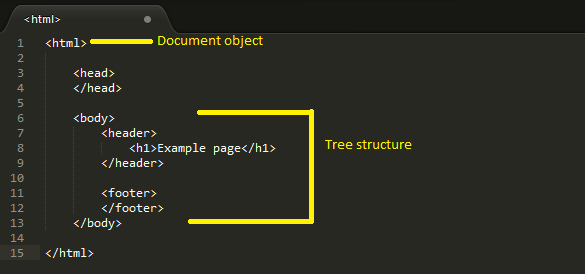 <html>
1 <html> Document object
2
3 <head>
4 </head>
5
6 <body>
7 <header>
8 <h1>Example page</h1>
9 </header> Tree structure
10
11 <footer>
12 </footer>
13 </body>
14
15 </html>